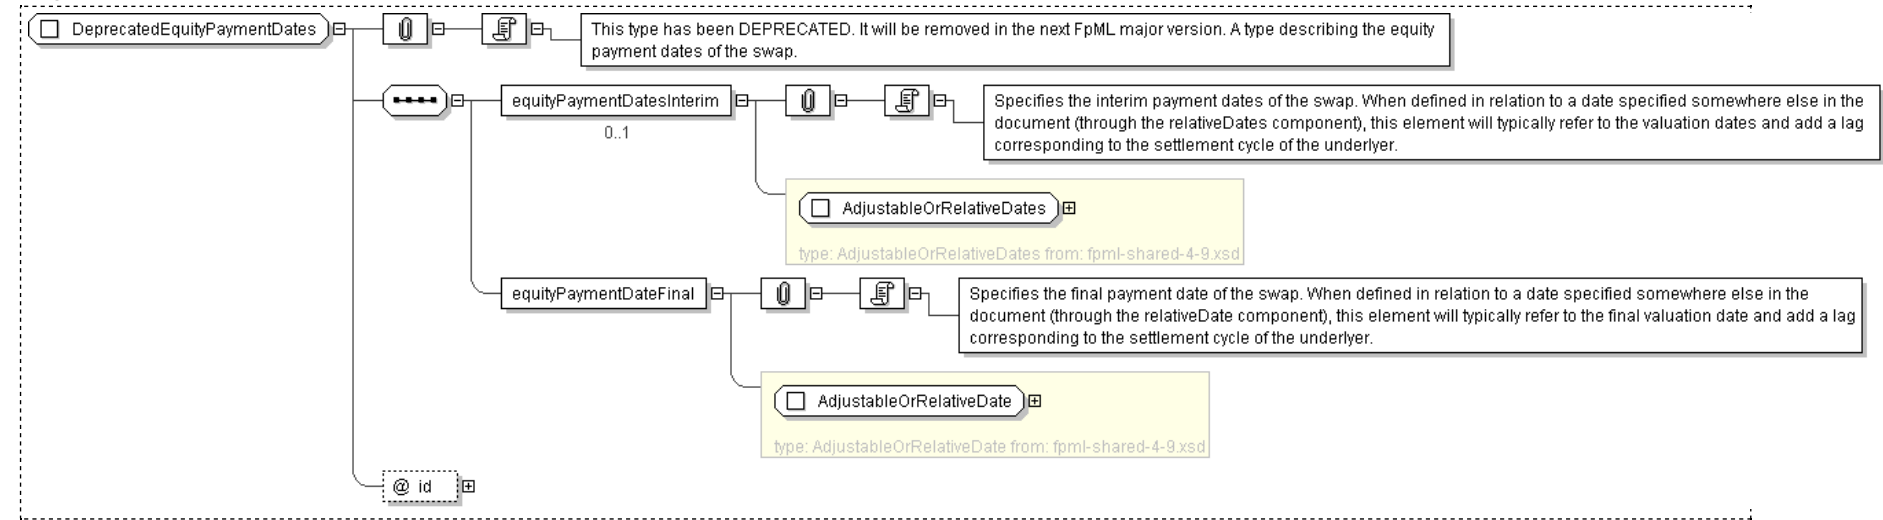 DeprecatedEquityPaymentDates
This type has been DEPRECATED. It will be removed in the next FpML major version. A type describing the equity
payment dates of the swap.
equityPaymentDatesInterim
0..1
Specifies the interim payment dates of the swap. When defined in relation to a date specified somewhere else in the
document (through the relativeDates component), this element will typically refer to the valuation dates and add a lag
corresponding to the settlement cycle of the underlyer.
AdjustableOrRelativeDates
type: AdjustableOrRelativeDates from: fpml-shared-4-9.xsd
equityPaymentDateFinal
Specifies the final payment date of the swap. When defined in relation to a date specified somewhere else in the
document (through the relativeDate component), this element will typically refer to the final valuation date and add a lag
corresponding to the settlement cycle of the underlyer.
AdjustableOrRelativeDate
type: AdjustableOrRelativeDate from: fpml-shared-4-9.xsd
@ id